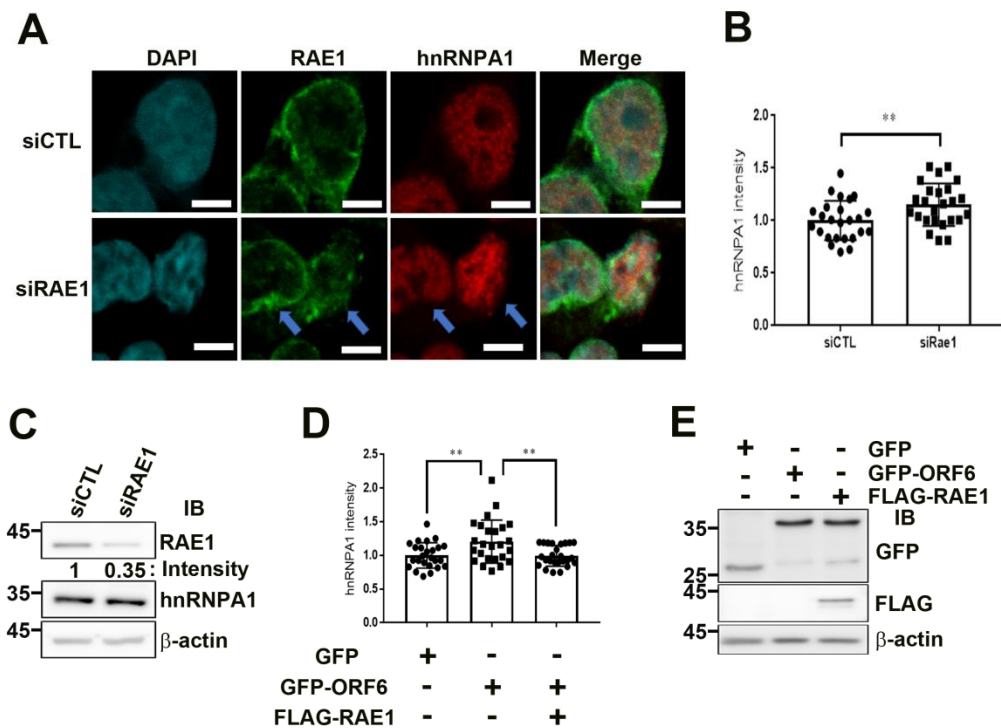 A
DAPI RAE1 hnRNPA1 Merge
siCTL
siRAE1
B
hnRNPA1 intensity
2.0
1.5
1.0
0.5
0.0
**
siCTL siRae1
C
siCTL siRAE1 IB
45 RAE1
1 0.35 : Intensity
35 hnRNPA1
45 β-actin
D
hnRNPA1 intensity
2.5
2.0
1.5
1.0
0.5
0.0
** **
GFP + - -
GFP-ORF6 - + +
FLAG-RAE1 - - +
E
+ - - GFP
- + + GFP-ORF6
- - + FLAG-RAE1
IB
35
GFP
25
45 FLAG
45 β-actin